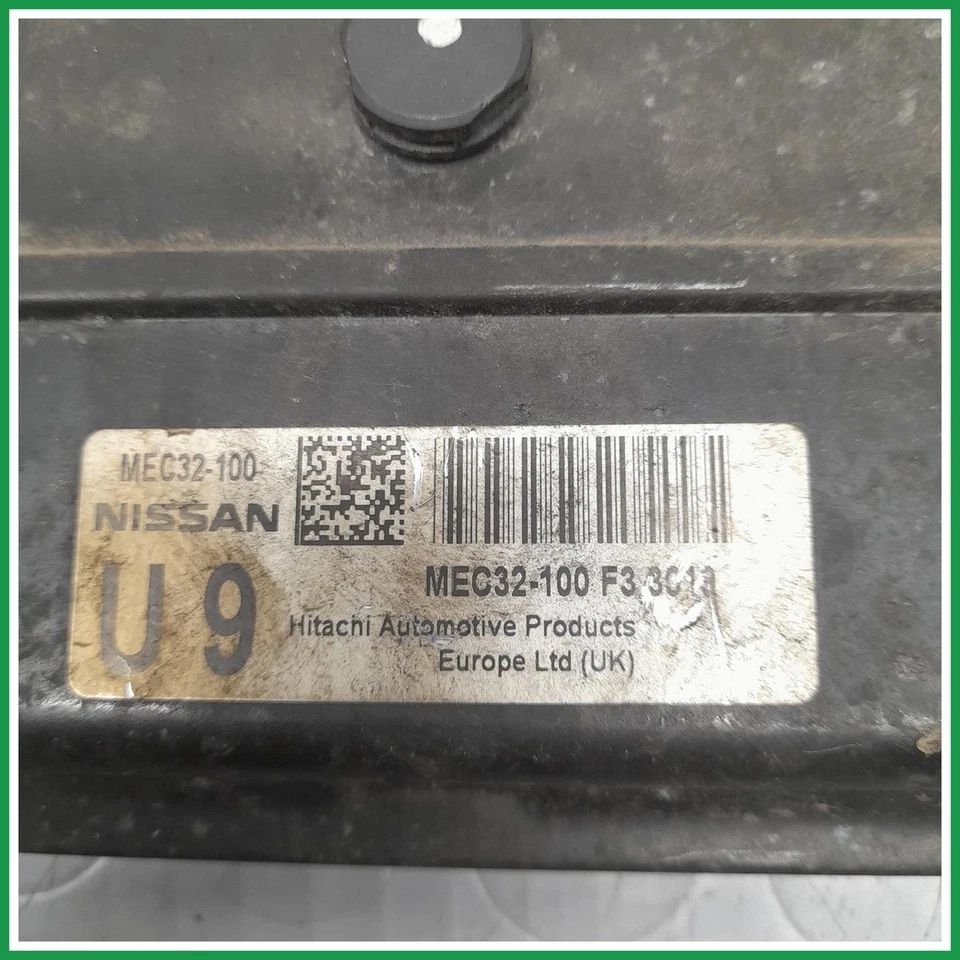 MEC32-100
NISSAN
U 9
MEC32-100 F3
Hitachi Automotive Products
Europe Ltd (UK)